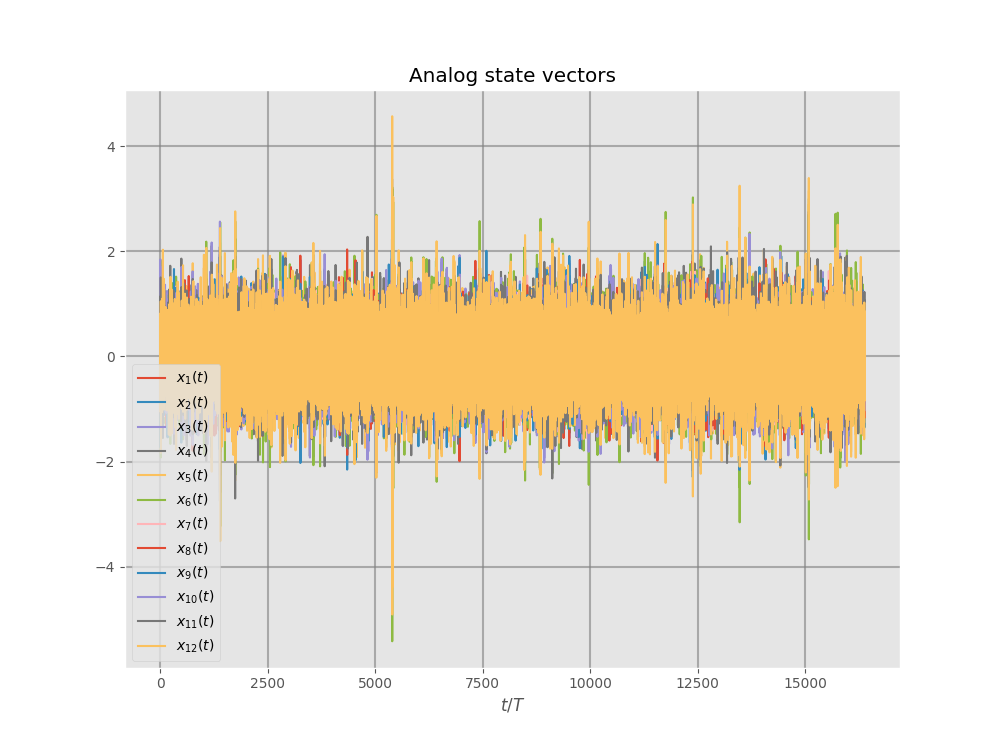 Analog state vectors
4
2
0
−2
−4
x₁(t)
x₂(t)
x₃(t)
x₄(t)
x₅(t)
x₆(t)
x₇(t)
x₈(t)
x₉(t)
x₁₀(t)
x₁₁(t)
x₁₂(t)
0 2500 5000 7500 10000 12500 15000
t/T